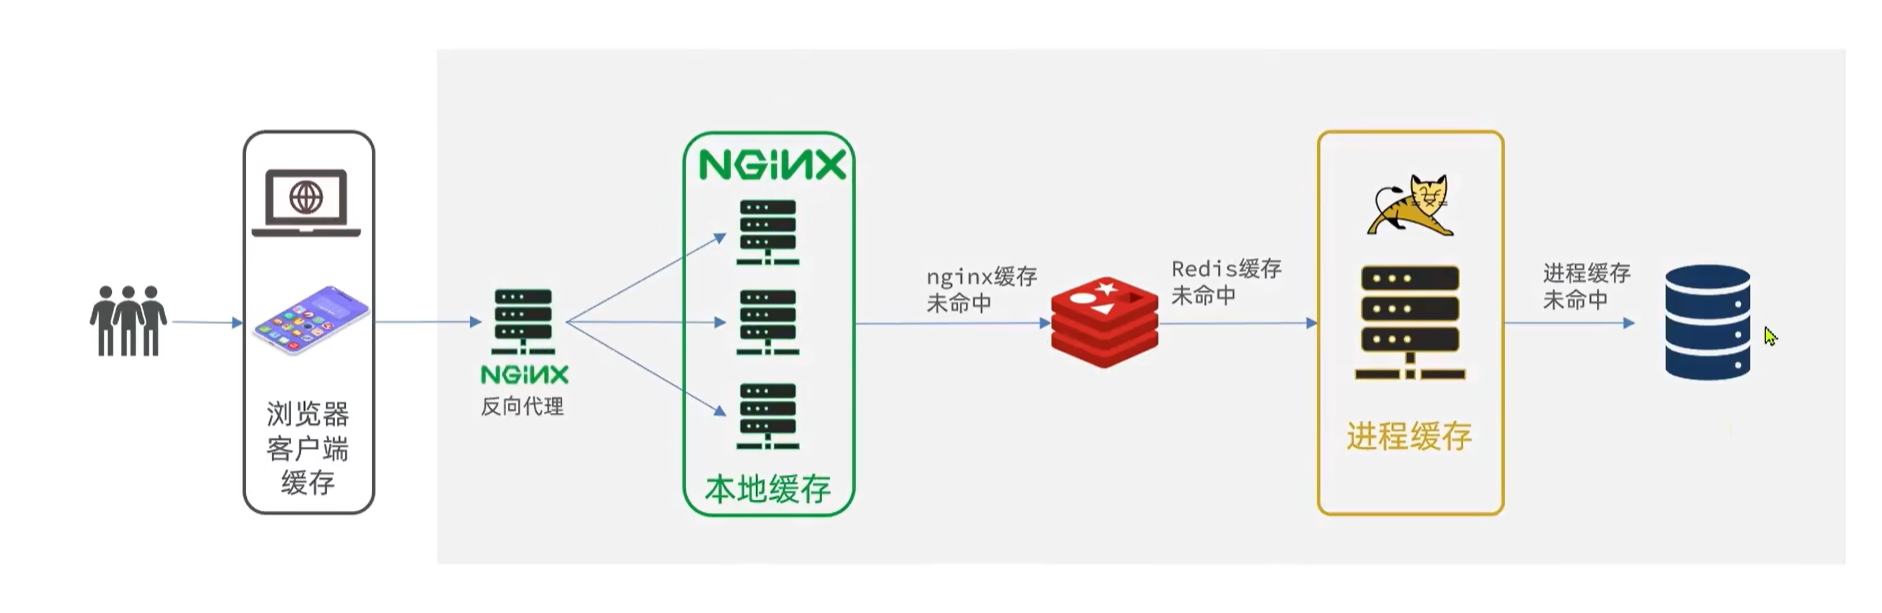 浏览器
客户端
缓存
NGINX
反向代理
NGINX
本地缓存
nginx缓存
未命中
Redis缓存
未命中
进程缓存
进程缓存
未命中